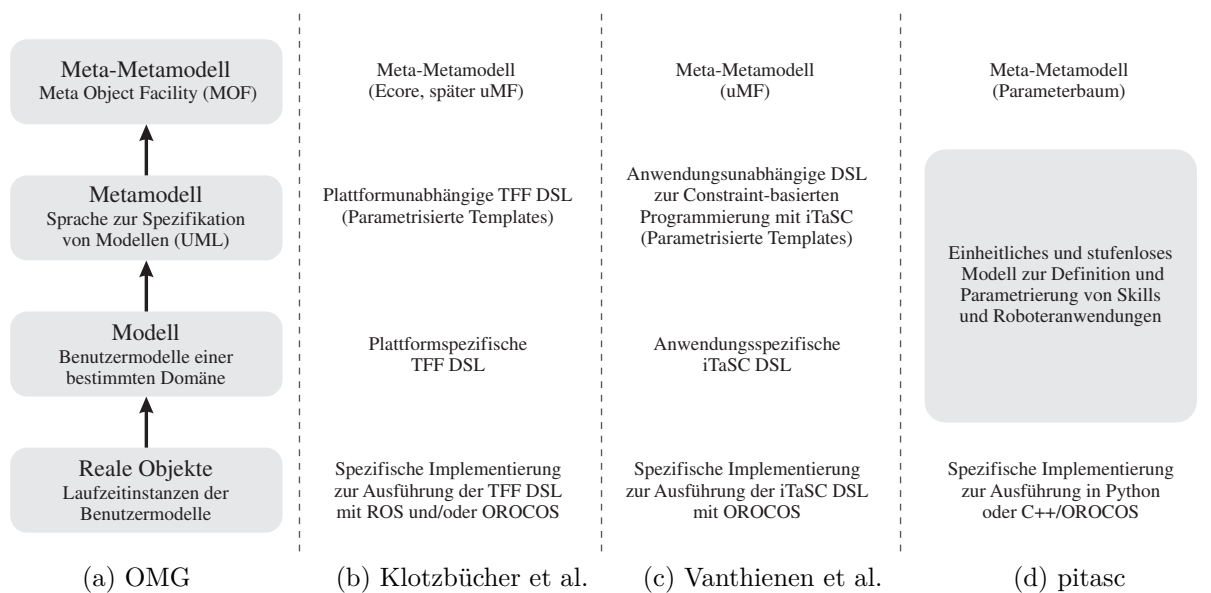 Meta-Metamodell
Meta Object Facility (MOF)
Metamodell
Sprache zur Spezifikation
von Modellen (UML)
Modell
Benutzermodelle einer
bestimmten Domäne
Reale Objekte
Laufzeitinstanzen der
Benutzermodelle
(a) OMG
Meta-Metamodell
(Ecore, später uMF)
Plattformunabhängige TFF DSL
(Parametrisierte Templates)
Plattformspezifische
TFF DSL
Spezifische Implementierung
zur Ausführung der TFF DSL
mit ROS und/oder OROCOS
(b) Klotzbücher et al.
Meta-Metamodell
(uMF)
Anwendungsunabhängige DSL
zur Constraint-basierten
Programmierung mit iTaSC
(Parametrisierte Templates)
Anwendungsspezifische
iTaSC DSL
Spezifische Implementierung
zur Ausführung der iTaSC DSL
mit OROCOS
(c) Vanthienen et al.
Meta-Metamodell
(Parameterbaum)
Einheitliches und stufenloses
Modell zur Definition und
Parametrierung von Skills
und Roboteranwendungen
Spezifische Implementierung
zur Ausführung in Python
oder C++/OROCOS
(d) pitasc